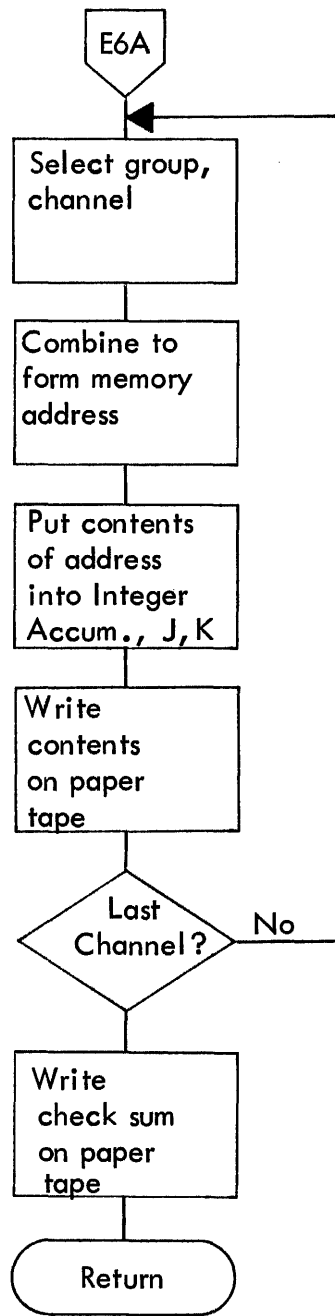 E6A
Select group,
channel
Combine to
form memory
address
Put contents
of address
into Integer
Accum., J, K
Write
contents
on paper
tape
Last
Channel?
No
Write
check sum
on paper
tape
Return